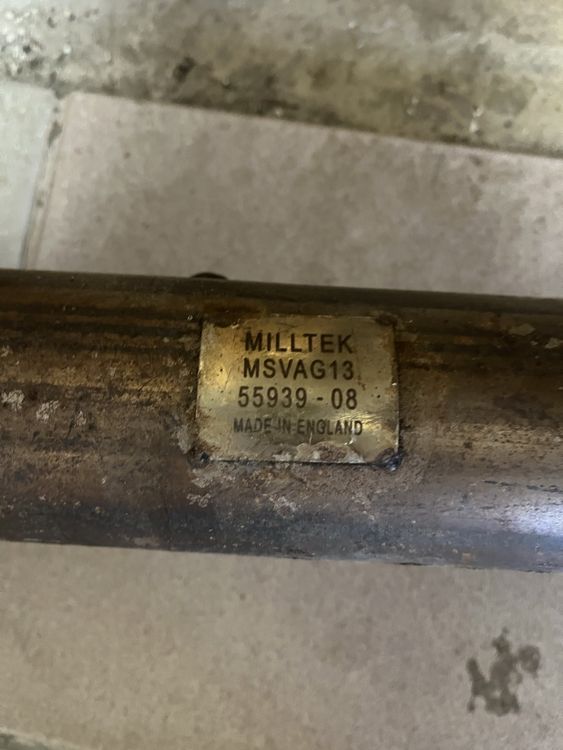 MILLTEK
MSVAG13
55939 - 08
MADE IN ENGLAND